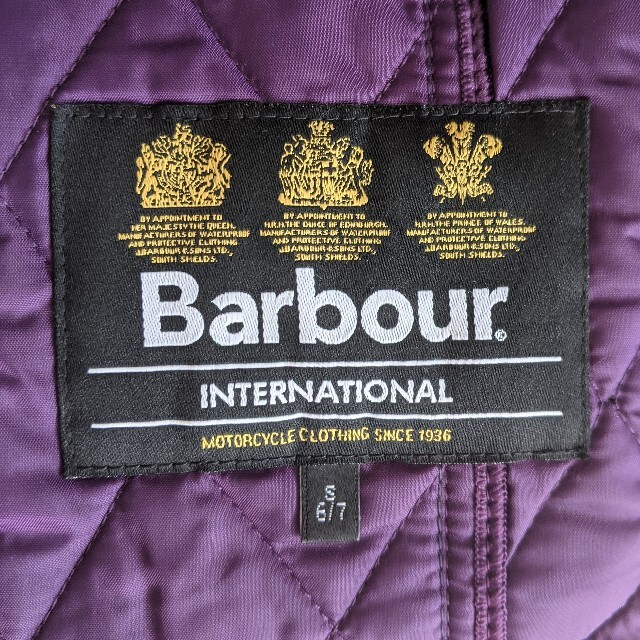 BY APPOINTMENT TO
HER MAJESTY THE QUEEN,
MANUFACTURERS OF WATERPROOF
AND PROTECTIVE CLOTHING
J.BARBOUR & SONS LTD.,
SOUTH SHIELDS.
BY APPOINTMENT TO
H.R.H. THE DUKE OF EDINBURGH,
MANUFACTURERS OF WATERPROOF
AND PROTECTIVE CLOTHING
J.BARBOUR & SONS LTD.,
SOUTH SHIELDS.
BY APPOINTMENT TO
H.R.H. THE PRINCE OF WALES,
MANUFACTURERS OF WATERPROOF
AND PROTECTIVE CLOTHING
J.BARBOUR & SONS LTD.,
SOUTH SHIELDS.
Barbour®
INTERNATIONAL
MOTORCYCLE CLOTHING SINCE 1936
S
6/7